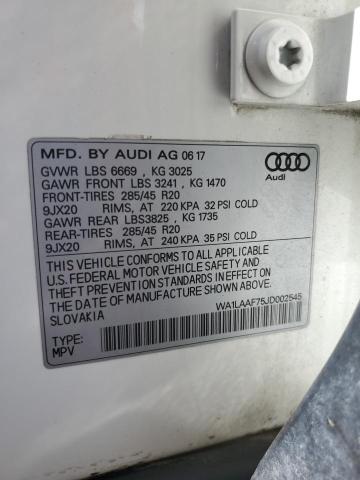 MFD. BY AUDI AG 06 17
GVWR LBS 6669 , KG 3025
GAWR FRONT LBS 3241 , KG 1470
FRONT-TIRES 285/45 R20
9JX20 RIMS, AT 220 KPA 32 PSI COLD
GAWR REAR LBS3825 , KG 1735
REAR-TIRES 285/45 R20
9JX20 RIMS, AT 240 KPA 35 PSI COLD
THIS VEHICLE CONFORMS TO ALL APPLICABLE
U.S. FEDERAL MOTOR VEHICLE SAFETY, BUMPER AND
THEFT PREVENTION STANDARDS IN EFFECT ON
THE DATE OF MANUFACTURE SHOWN ABOVE.
SLOVAKIA
WA1LAAF75JD002545
TYPE:
MPV
Audi